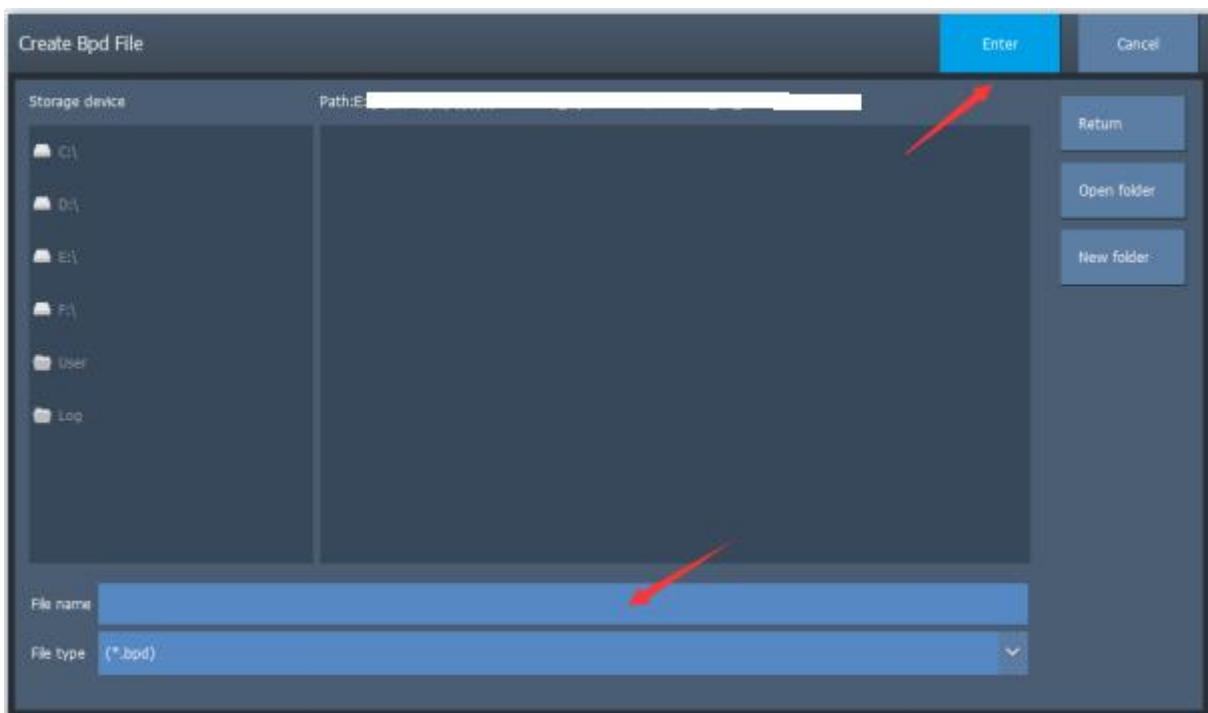 Create Bpd File
Enter
Cancel
Storage device
Path:E:
Return
C:\
D:\
Open folder
E:\
New folder
F:\
User
Log
File name
File type (*.bpd)